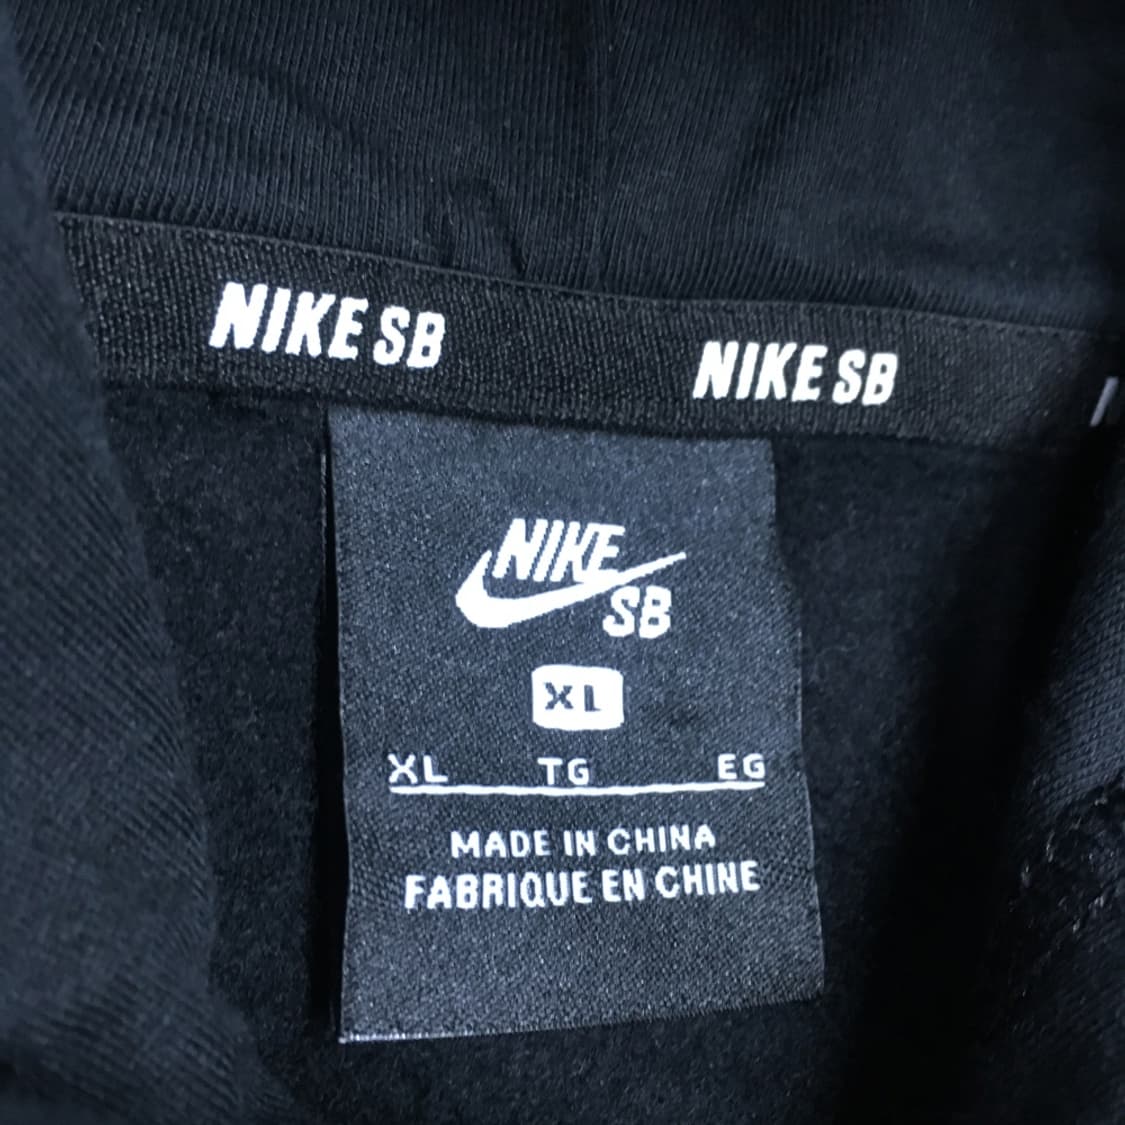 NIKE SB NIKE SB
NIKE
SB
XL
XL TG EG
MADE IN CHINA
FABRIQUE EN CHINE